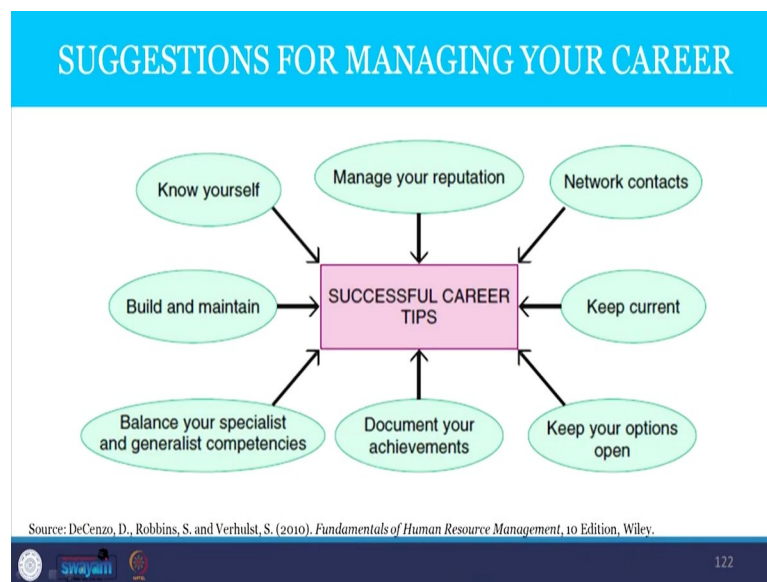 SUGGESTIONS FOR MANAGING YOUR CAREER
Know yourself
Manage your reputation
Network contacts
Build and maintain
SUCCESSFUL CAREER
TIPS
Keep current
Balance your specialist
and generalist competencies
Document your
achievements
Keep your options
open
Source: DeCenzo, D., Robbins, S. and Verhulst, S. (2010). Fundamentals of Human Resource Management, 10 Edition, Wiley.
swayam
122